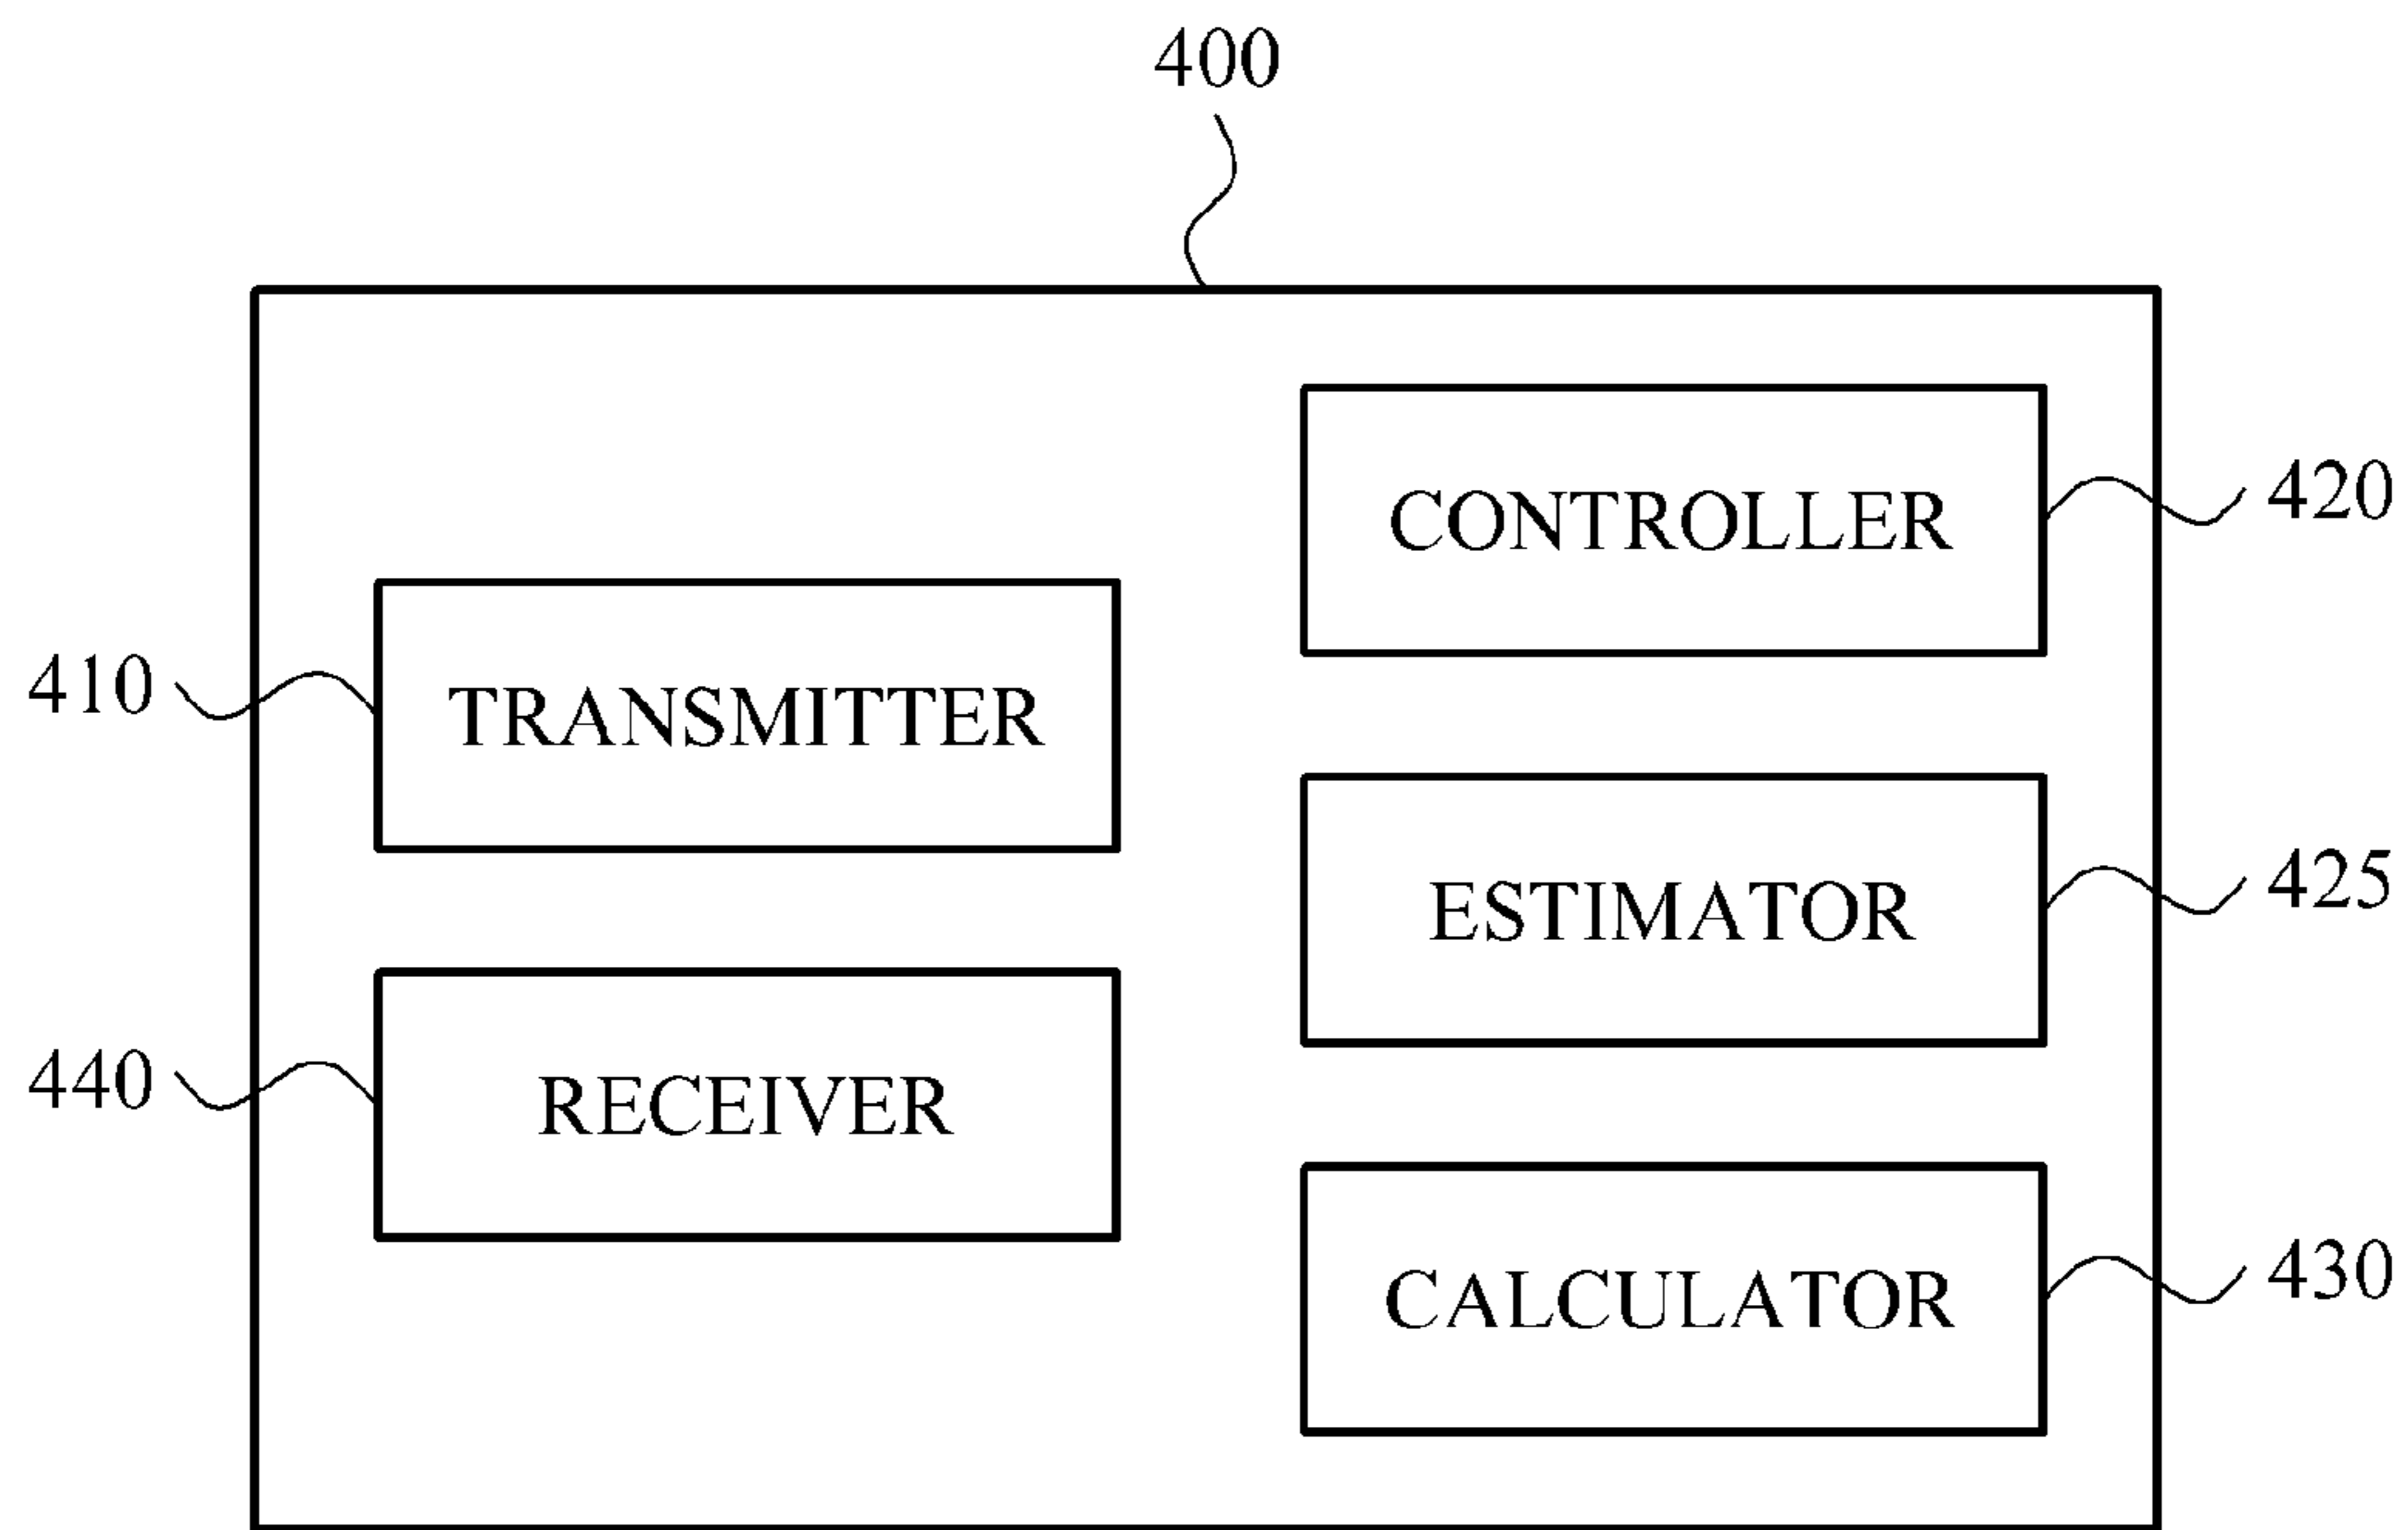 400
CONTROLLER
420
410
TRANSMITTER
ESTIMATOR
425
440
RECEIVER
CALCULATOR
430